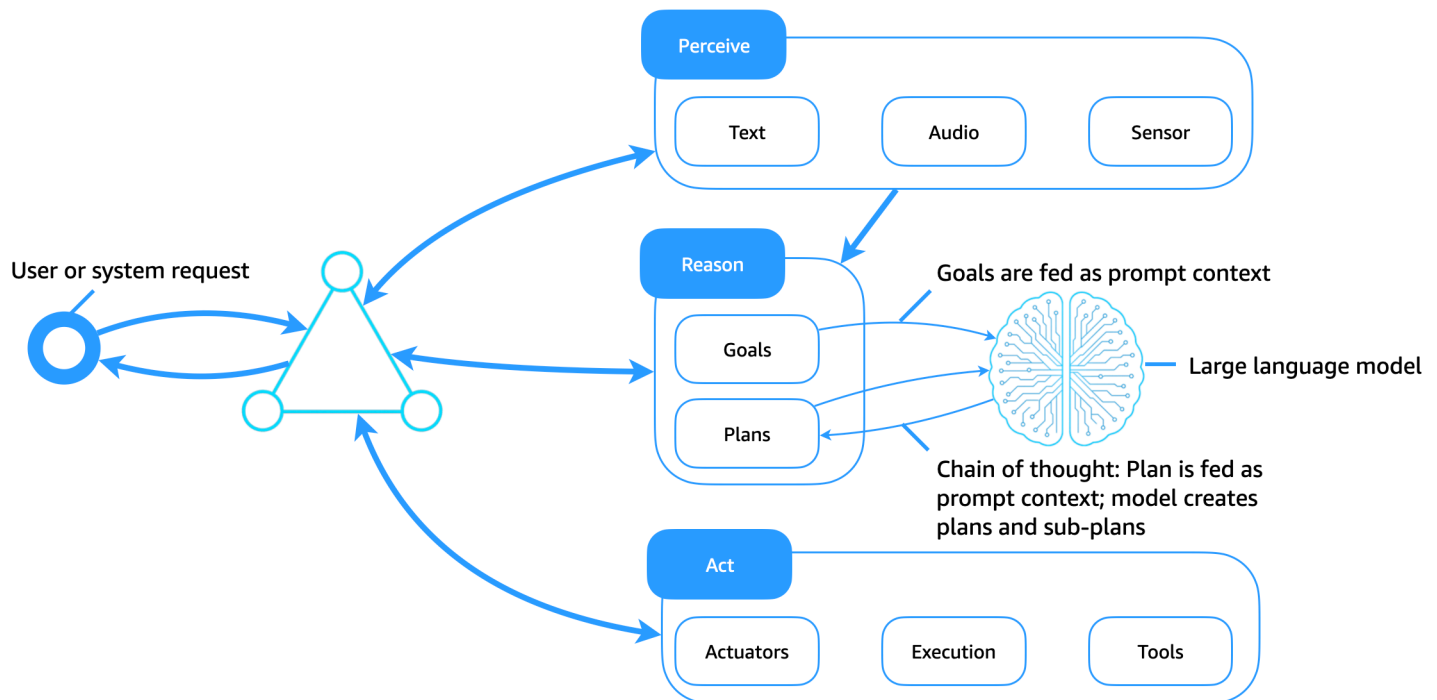 Perceive
Text
Audio
Sensor
User or system request
Reason
Goals are fed as prompt context
Goals
Large language model
Plans
Chain of thought: Plan is fed as
prompt context; model creates
plans and sub-plans
Act
Actuators
Execution
Tools